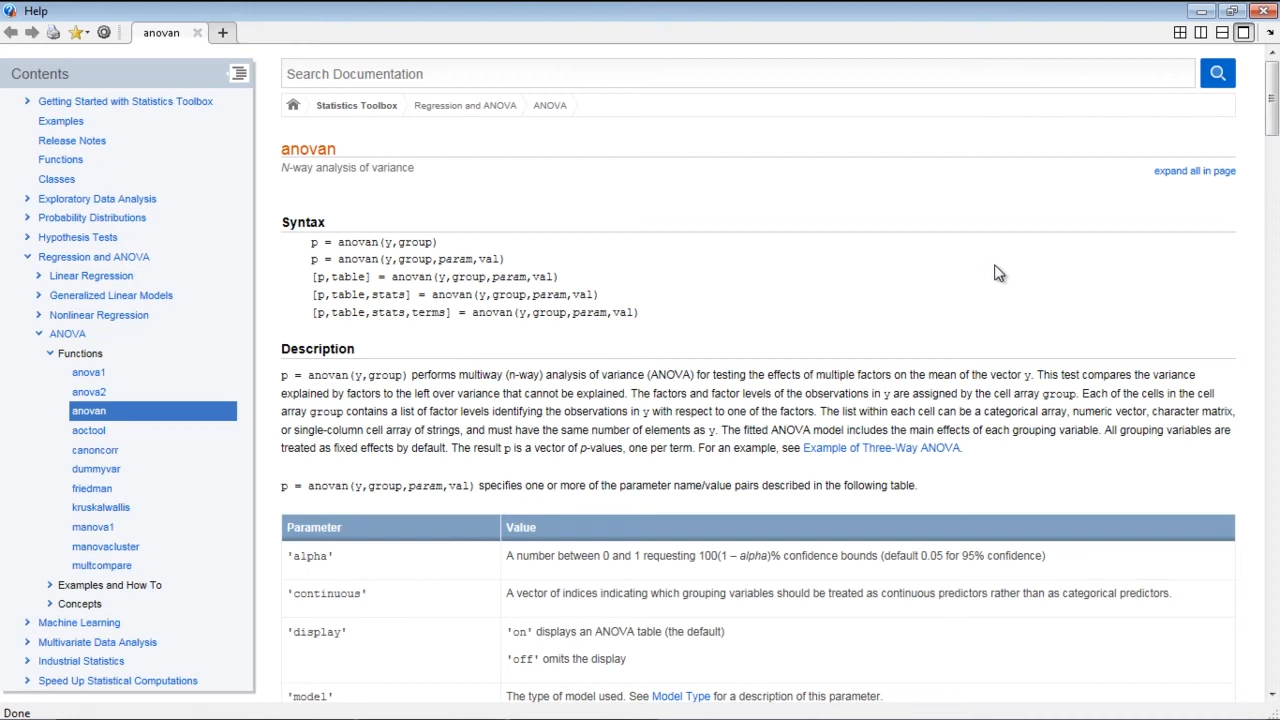 Help
anovan
Contents
Getting Started with Statistics Toolbox
Examples
Release Notes
Functions
Classes
Exploratory Data Analysis
Probability Distributions
Hypothesis Tests
Regression and ANOVA
Linear Regression
Generalized Linear Models
Nonlinear Regression
ANOVA
Functions
anova1
anova2
anovan
aoctool
canoncorr
dummyvar
friedman
kruskalwallis
manova1
manovacluster
multcompare
Examples and How To
Concepts
Machine Learning
Multivariate Data Analysis
Industrial Statistics
Speed Up Statistical Computations
Search Documentation
Statistics Toolbox Regression and ANOVA ANOVA
anovan
N-way analysis of variance
expand all in page
Syntax
p = anovan(y,group)
p = anovan(y,group,param,val)
[p,table] = anovan(y,group,param,val)
[p,table,stats] = anovan(y,group,param,val)
[p,table,stats,terms] = anovan(y,group,param,val)
Description
p = anovan(y,group) performs multiway (n-way) analysis of variance (ANOVA) for testing the effects of multiple factors on the mean of the vector y. This test compares the variance
explained by factors to the left over variance that cannot be explained. The factors and factor levels of the observations in y are assigned by the cell array group. Each of the cells in the cell
array group contains a list of factor levels identifying the observations in y with respect to one of the factors. The list within each cell can be a categorical array, numeric vector, character matrix,
or single-column cell array of strings, and must have the same number of elements as y. The fitted ANOVA model includes the main effects of each grouping variable. All grouping variables are
treated as fixed effects by default. The result p is a vector of p-values, one per term. For an example, see Example of Three-Way ANOVA.
p = anovan(y,group,param,val) specifies one or more of the parameter name/value pairs described in the following table.
Parameter Value
'alpha' A number between 0 and 1 requesting 100(1 – alpha)% confidence bounds (default 0.05 for 95% confidence)
'continuous' A vector of indices indicating which grouping variables should be treated as continuous predictors rather than as categorical predictors.
'display' 'on' displays an ANOVA table (the default)
'off' omits the display
'model' The type of model used. See Model Type for a description of this parameter.
Done